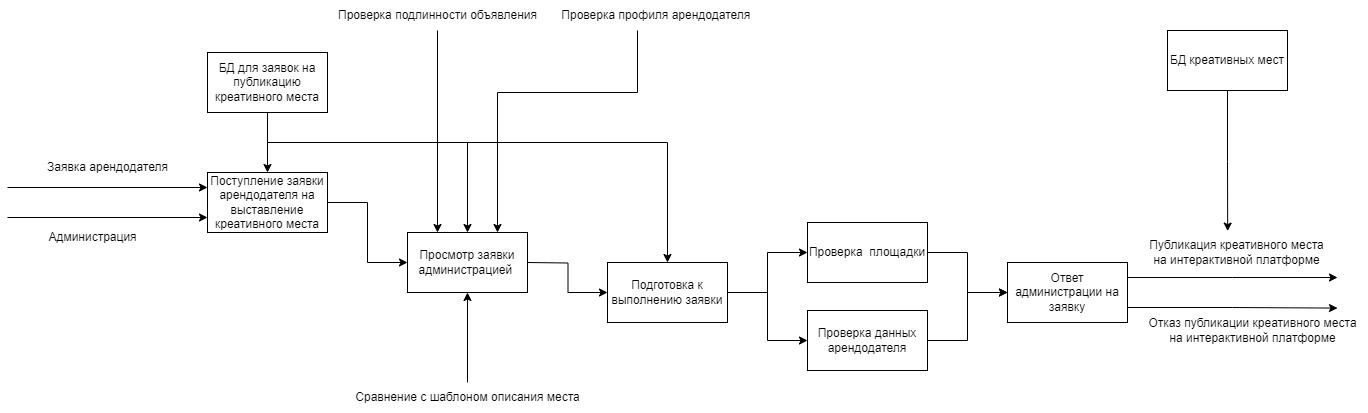 Проверка подлинности объявления
Проверка профиля арендодателя
БД для заявок на
публикацию
креативного места
БД креативных мест
Заявка арендодателя
Администрация
Поступление заявки
арендодателя на
выставление
креативного места
Просмотр заявки
администрацией
Сравнение с шаблоном описания места
Подготовка к
выполнению заявки
Проверка площадки
Проверка данных
арендодателя
Ответ
администрации на
заявку
Публикация креативного места
на интерактивной платформе
Отказ публикации креативного места
на интерактивной платформе